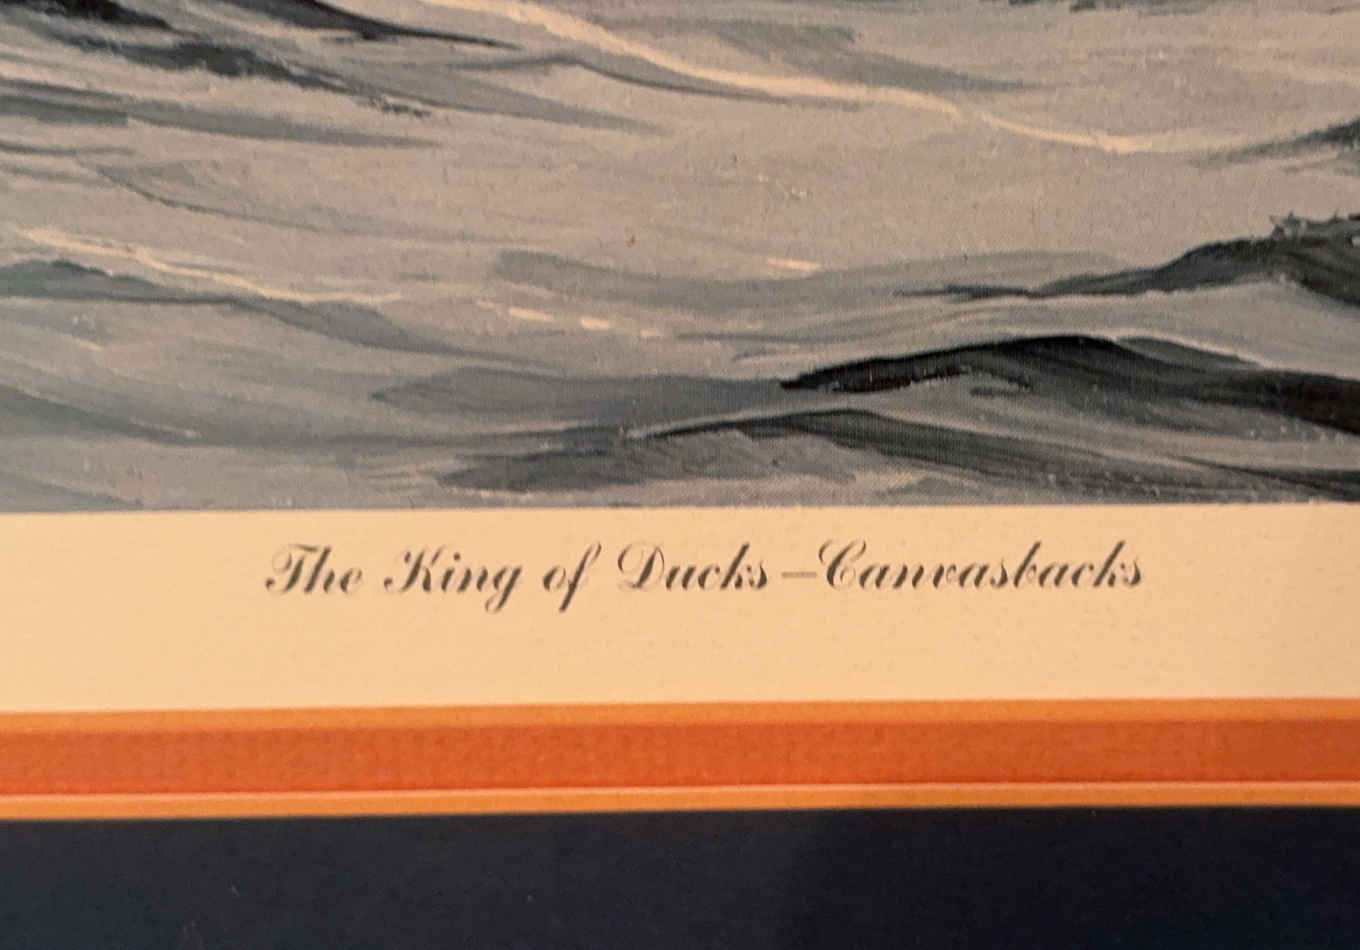 The King of Ducks – Canvasbacks